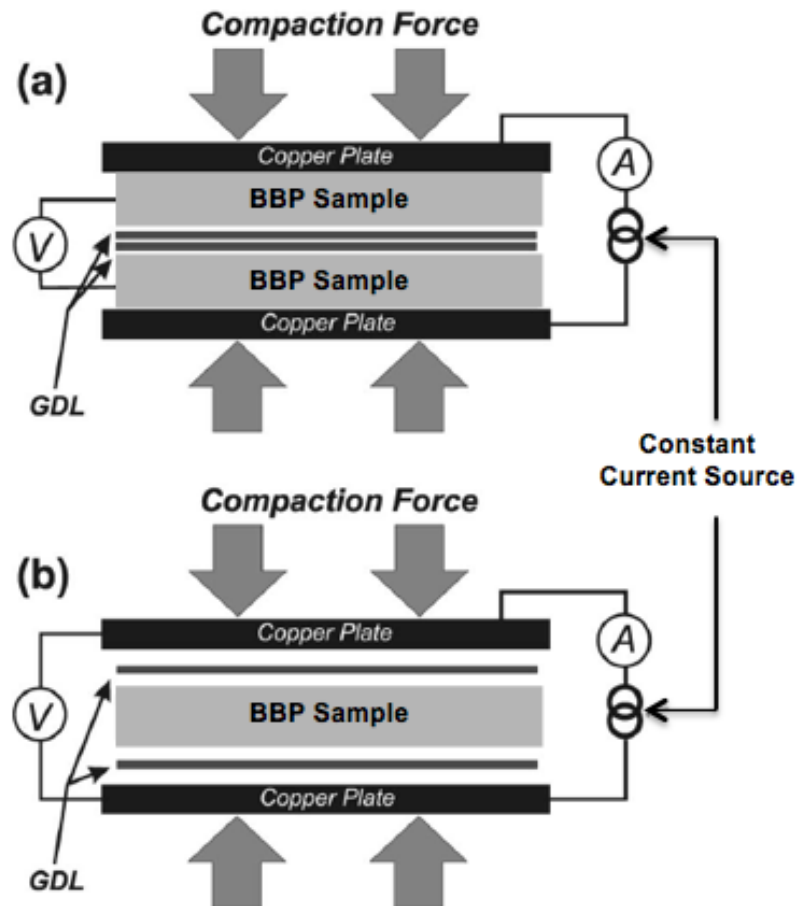 Compaction Force
(a)
Copper Plate
A
BBP Sample
V
BBP Sample
Copper Plate
GDL
Constant
Current Source
Compaction Force
(b)
Copper Plate
A
BBP Sample
V
Copper Plate
GDL